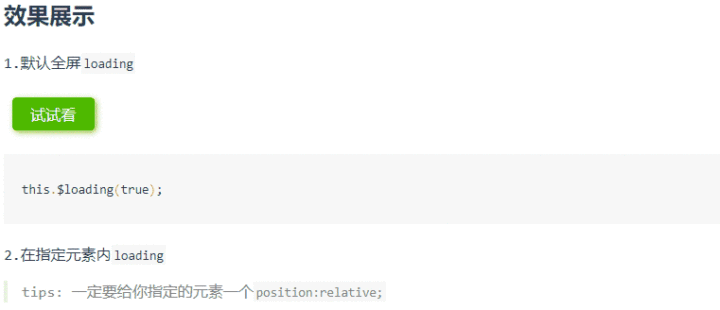 效果展示
1.默认全屏loading
试试看
this.$loading(true);
2.在指定元素内loading
tips: 一定要给你指定的元素一个position:relative;